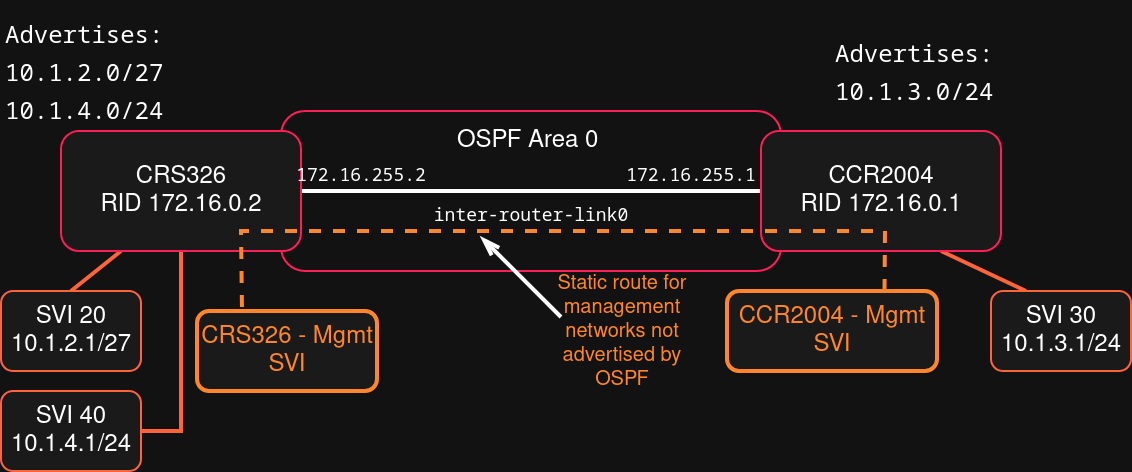 Advertises:
10.1.2.0/27
10.1.4.0/24
Advertises:
10.1.3.0/24
OSPF Area 0
CRS326
RID 172.16.0.2
172.16.255.2
172.16.255.1
CCR2004
RID 172.16.0.1
inter-router-link0
Static route for
management
networks not
advertised by
OSPF
SVI 20
10.1.2.1/27
CRS326 - Mgmt
SVI
CCR2004 - Mgmt
SVI
SVI 30
10.1.3.1/24
SVI 40
10.1.4.1/24